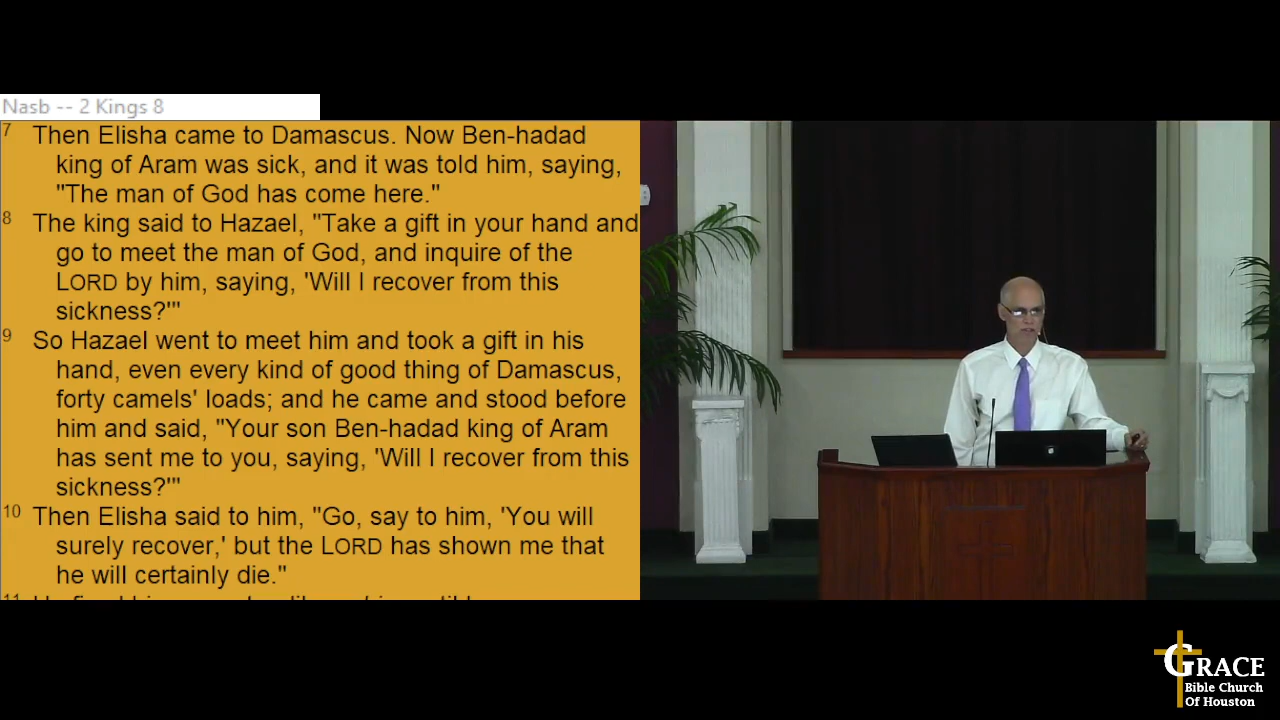 Nasb -- 2 Kings 8
7 Then Elisha came to Damascus. Now Ben-hadad
king of Aram was sick, and it was told him, saying,
"The man of God has come here."
8 The king said to Hazael, "Take a gift in your hand and
go to meet the man of God, and inquire of the
LORD by him, saying, 'Will I recover from this
sickness?'"
9 So Hazael went to meet him and took a gift in his
hand, even every kind of good thing of Damascus,
forty camels' loads; and he came and stood before
him and said, "Your son Ben-hadad king of Aram
has sent me to you, saying, 'Will I recover from this
sickness?'"
10 Then Elisha said to him, "Go, say to him, 'You will
surely recover,' but the LORD has shown me that
he will certainly die."
11
GRACE
Bible Church
Of Houston